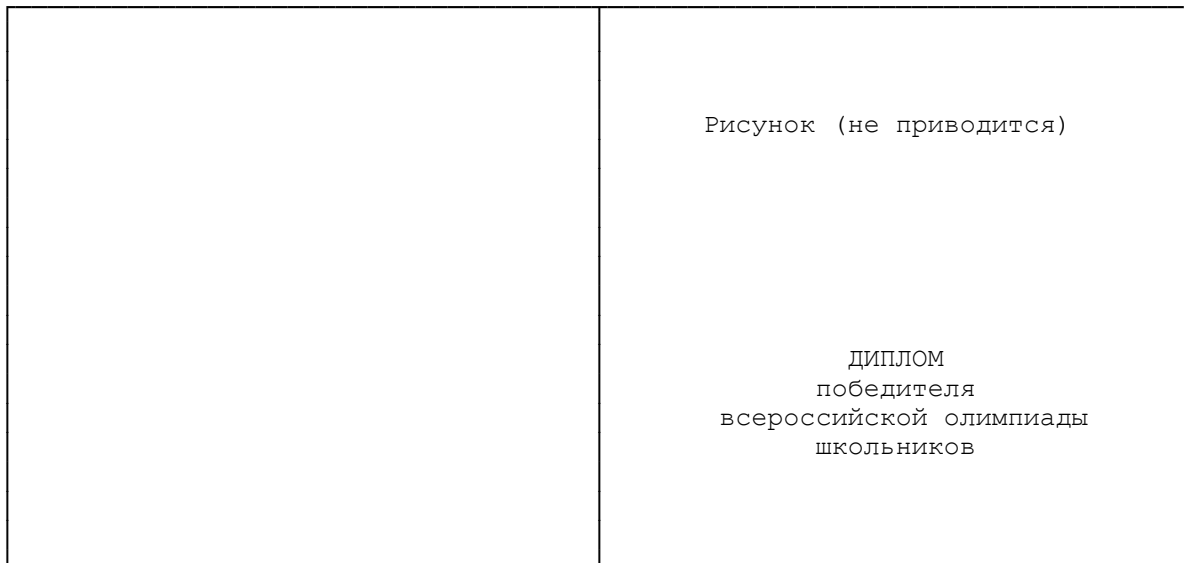 Рисунок (не приводится)
ДИПЛОМ
победителя
всероссийской олимпиады
школьников